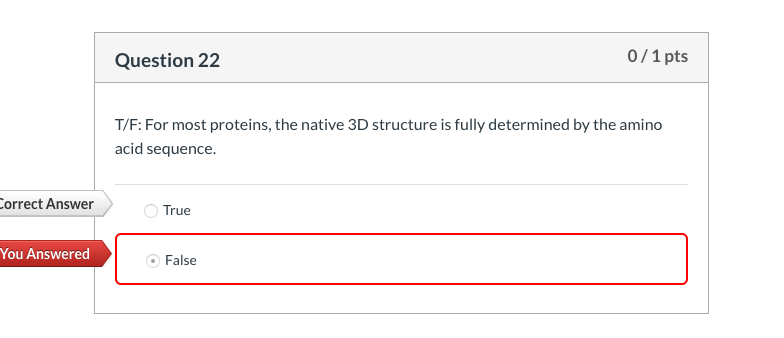 Question 22
0 / 1 pts
T/F: For most proteins, the native 3D structure is fully determined by the amino
acid sequence.
Correct Answer
True
You Answered
False